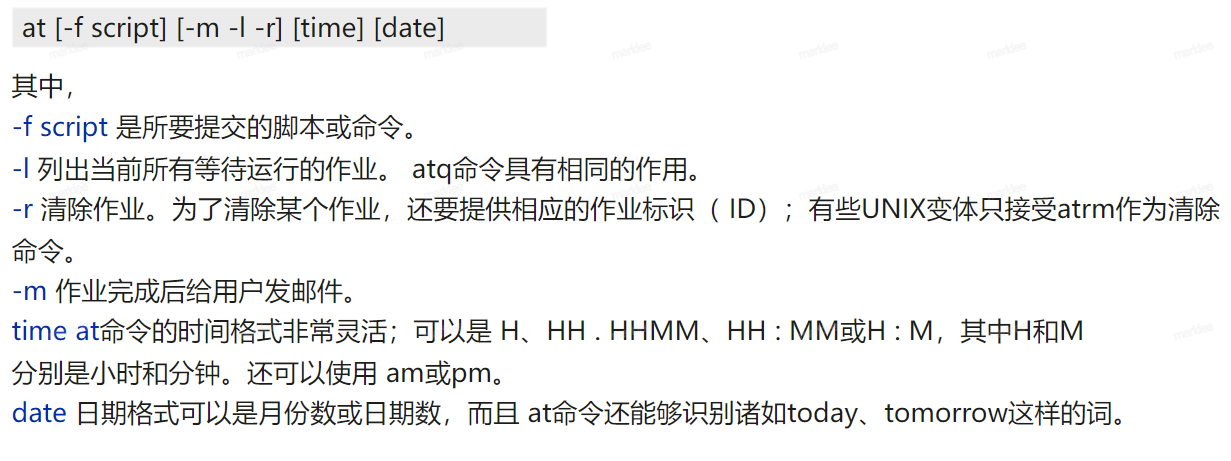 at [-f script] [-m -l -r] [time] [date]
其中，
-f script 是所要提交的脚本或命令。
-l 列出当前所有等待运行的作业。 atq命令具有相同的作用。
-r 清除作业。为了清除某个作业，还要提供相应的作业标识（ ID）；有些UNIX变体只接受atrm作为清除
命令。
-m 作业完成后给用户发邮件。
time at命令的时间格式非常灵活；可以是 H、HH . HHMM、HH : MM或H : M，其中H和M
分别是小时和分钟。还可以使用 am或pm。
date 日期格式可以是月份数或日期数，而且 at命令还能够识别诸如today、tomorrow这样的词。